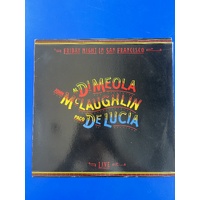 FRIDAY NIGHT IN SAN FRANCISCO
AL DI MEOLA
JOHN McLAUGHLIN
PACO DE LUCIA
LIVE